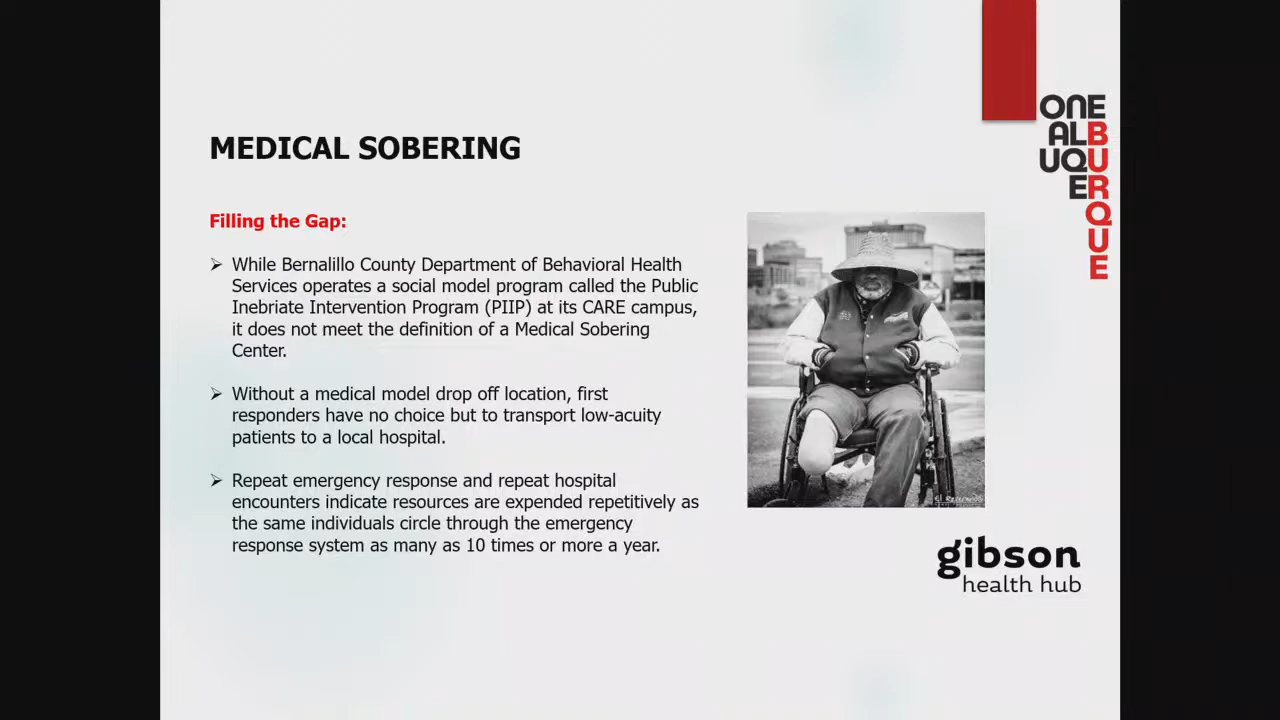 MEDICAL SOBERING
Filling the Gap:
While Bernalillo County Department of Behavioral Health
Services operates a social model program called the Public
Inebriate Intervention Program (PIIP) at its CARE campus,
it does not meet the definition of a Medical Sobering
Center.
Without a medical model drop off location, first
responders have no choice but to transport low-acuity
patients to a local hospital.
Repeat emergency response and repeat hospital
encounters indicate resources are expended repetitively as
the same individuals circle through the emergency
response system as many as 10 times or more a year.
ONE
ALB
UQU
ER
Q
U
E
gibson
health hub